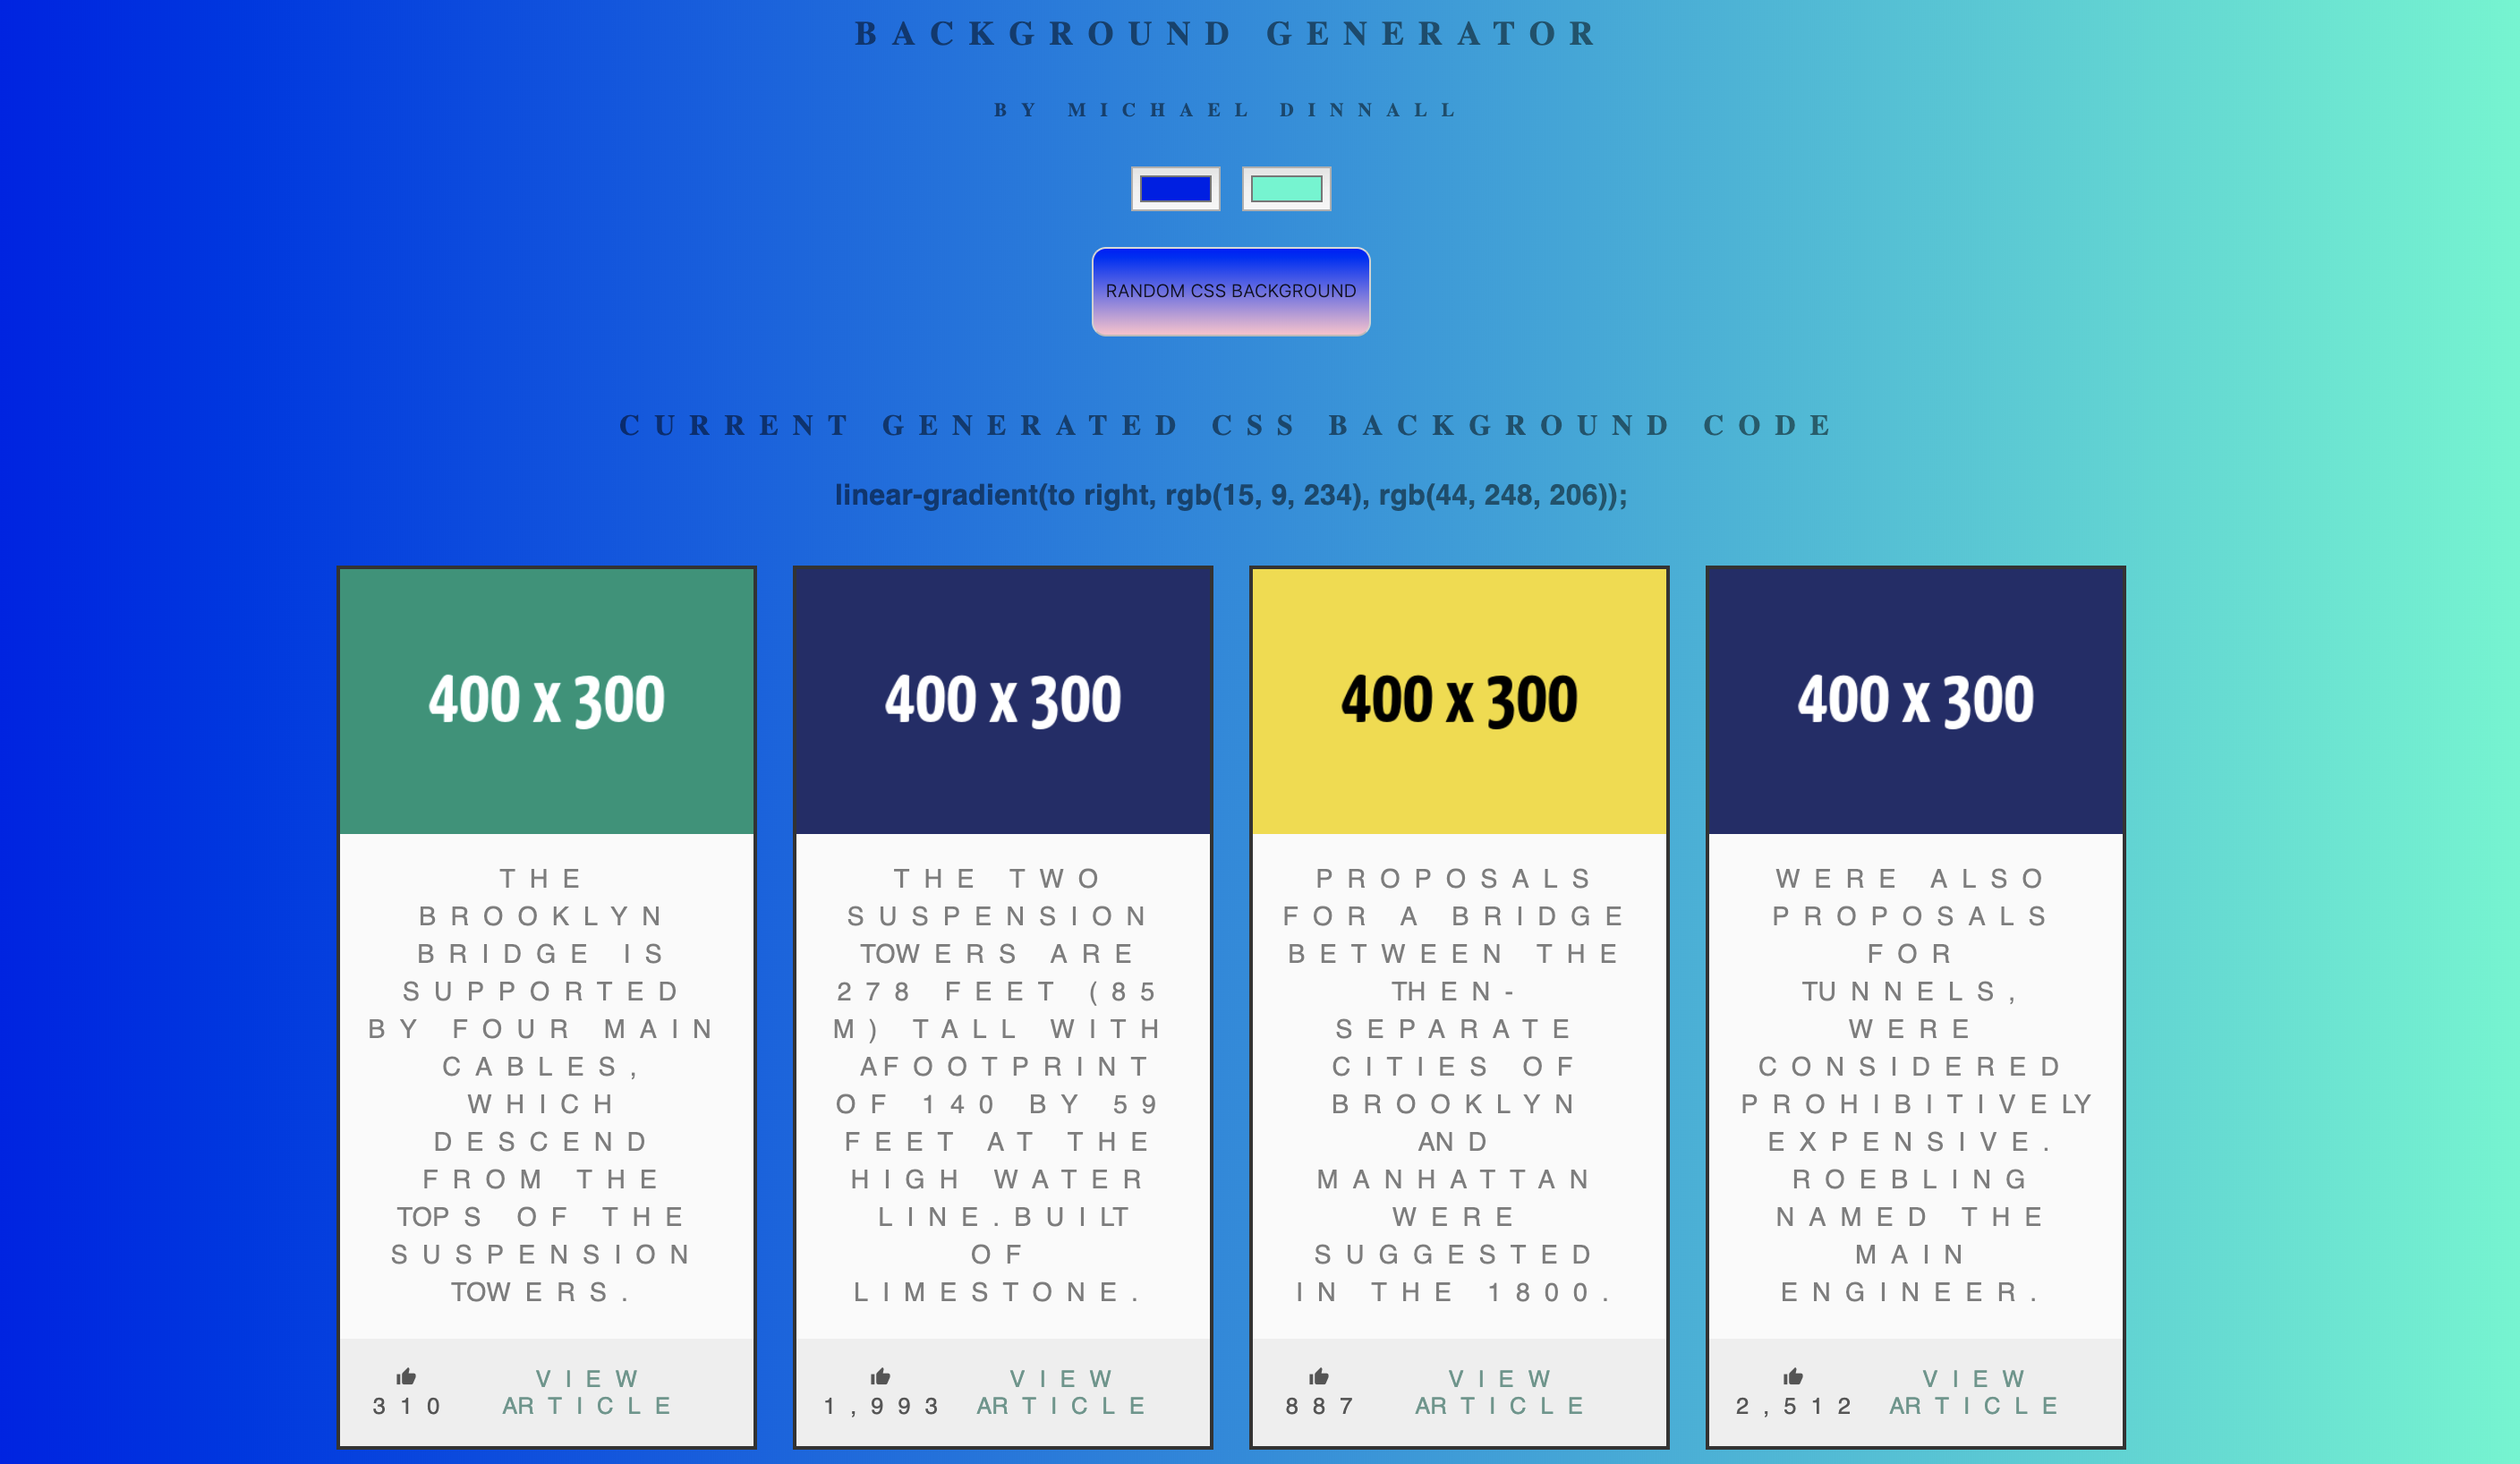 BACKGROUND GENERATOR
BY MICHAEL DINNALL
RANDOM CSS BACKGROUND
CURRENT GENERATED CSS BACKGROUND CODE
linear-gradient(to right, rgb(15, 9, 234), rgb(44, 248, 206));
400 x 300
THE
BROOKLYN
BRIDGE IS
SUPPORTED
BY FOUR MAIN
CABLES,
WHICH
DESCEND
FROM THE
TOPS OF THE
SUSPENSION
TOWERS.
310
VIEW
ARTICLE
400 x 300
THE TWO
SUSPENSION
TOWERS ARE
278 FEET (85
M) TALL WITH
AFOOTPRINT
OF 140 BY 59
FEET AT THE
HIGH WATER
LINE.BUILT
OF
LIMESTONE.
1,993
VIEW
ARTICLE
400 x 300
PROPOSALS
FOR A BRIDGE
BETWEEN THE
THEN-
SEPARATE
CITIES OF
BROOKLYN
AND
MANHATTAN
WERE
SUGGESTED
IN THE 1800.
887
VIEW
ARTICLE
400 x 300
WERE ALSO
PROPOSALS
FOR
TUNNELS,
WERE
CONSIDERED
PROHIBITIVELY
EXPENSIVE.
ROEBLING
NAMED THE
MAIN
ENGINEER.
2,512
VIEW
ARTICLE